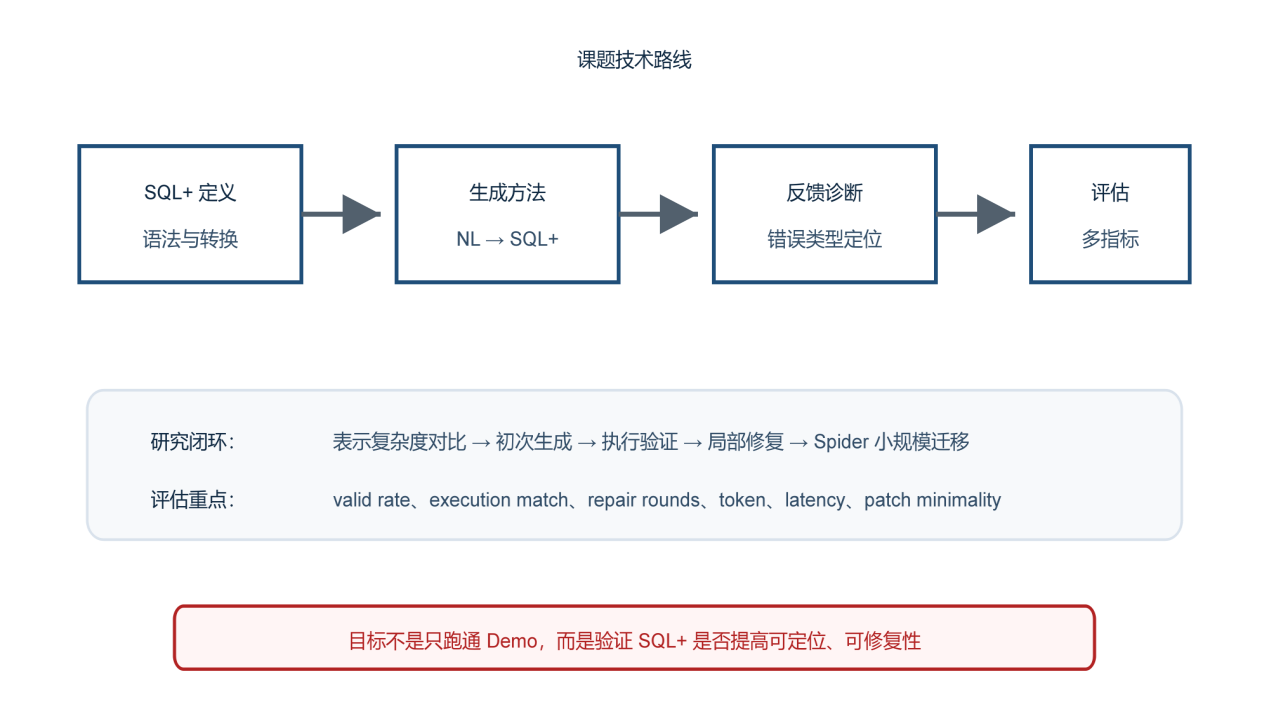 课题技术路线
SQL+ 定义
语法与转换
生成方法
NL → SQL+
反馈诊断
错误类型定位
评估
多指标
研究闭环： 表示复杂度对比 → 初次生成 → 执行验证 → 局部修复 → Spider 小规模迁移
评估重点： valid rate、execution match、repair rounds、token、latency、patch minimality
目标不是只跑通 Demo，而是验证 SQL+ 是否提高可定位、可修复性